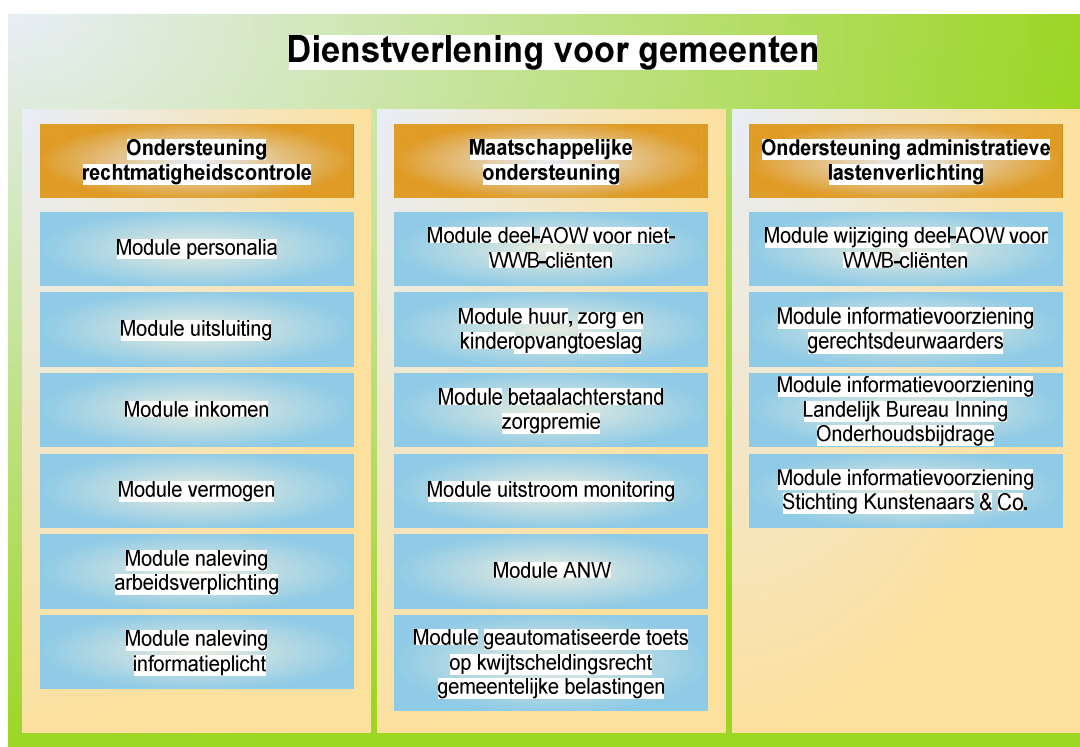 Dienstverlening voor gemeenten
Ondersteuning
rechtmatigheidscontrole
Module personalia
Module uitsluiting
Module inkomen
Module vermogen
Module naleving
arbeidsverplichting
Module naleving
informatieplicht
Maatschappelijke
ondersteuning
Module deel-AOW voor niet-
WWB-cliënten
Module huur, zorg en
kinderopvangtoeslag
Module betaalachterstand
zorgpremie
Module uitstroom monitoring
Module ANW
Module geautomatiseerde toets
op kwijtscheldingsrecht
gemeentelijke belastingen
Ondersteuning administratieve
lastenverlichting
Module wijziging deel-AOW voor
WWB-cliënten
Module informatievoorziening
gerechtsdeurwaarders
Module informatievoorziening
Landelijk Bureau Inning
Onderhoudsbijdrage
Module informatievoorziening
Stichting Kunstenaars & Co.